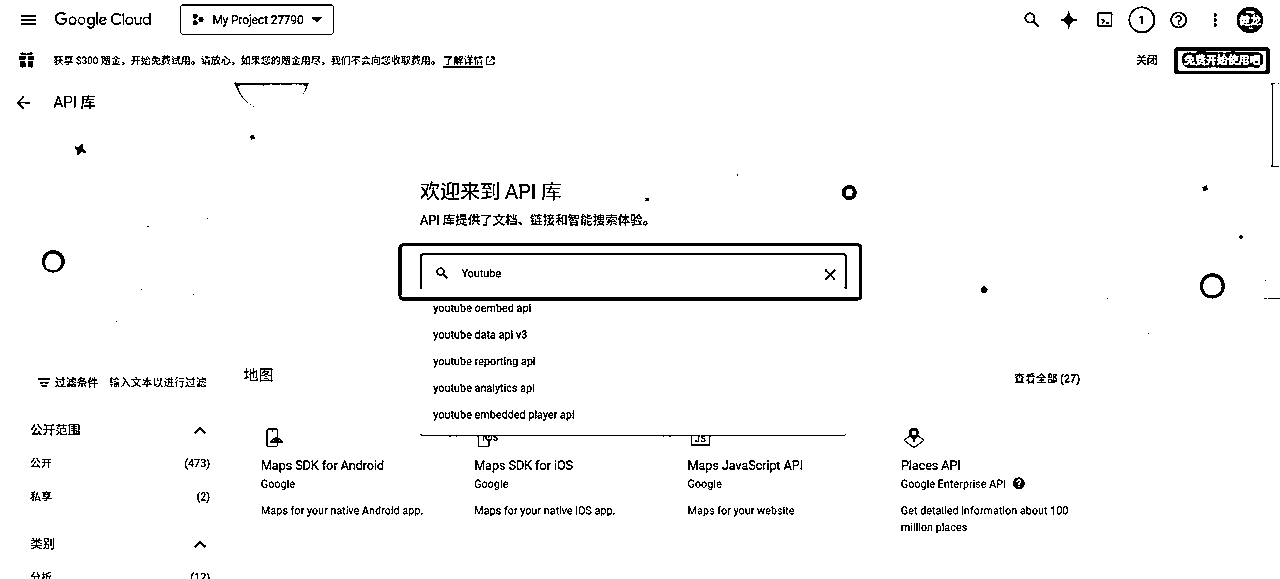 Google Cloud
My Project 27790
1
获享 $300 赠金，开始免费试用。请放心，如果您的赠金用尽，我们不会向您收取费用。 了解详情
关闭
免费开始使用吧
API 库
欢迎来到 API 库
API 库提供了文档、链接和智能搜索体验。
Youtube
youtube oembed api
youtube data api v3
youtube reporting api
youtube analytics api
youtube embedded player api
过滤条件 输入文本以进行过滤
地图
查看全部 (27)
公开范围
公开 (473)
私享 (2)
类别
分析 (12)
iOS
JS
Maps SDK for Android
Google
Maps for your native Android app.
Maps SDK for iOS
Google
Maps for your native iOS app.
Maps JavaScript API
Google
Maps for your website
Places API
Google Enterprise API
Get detailed information about 100
million places